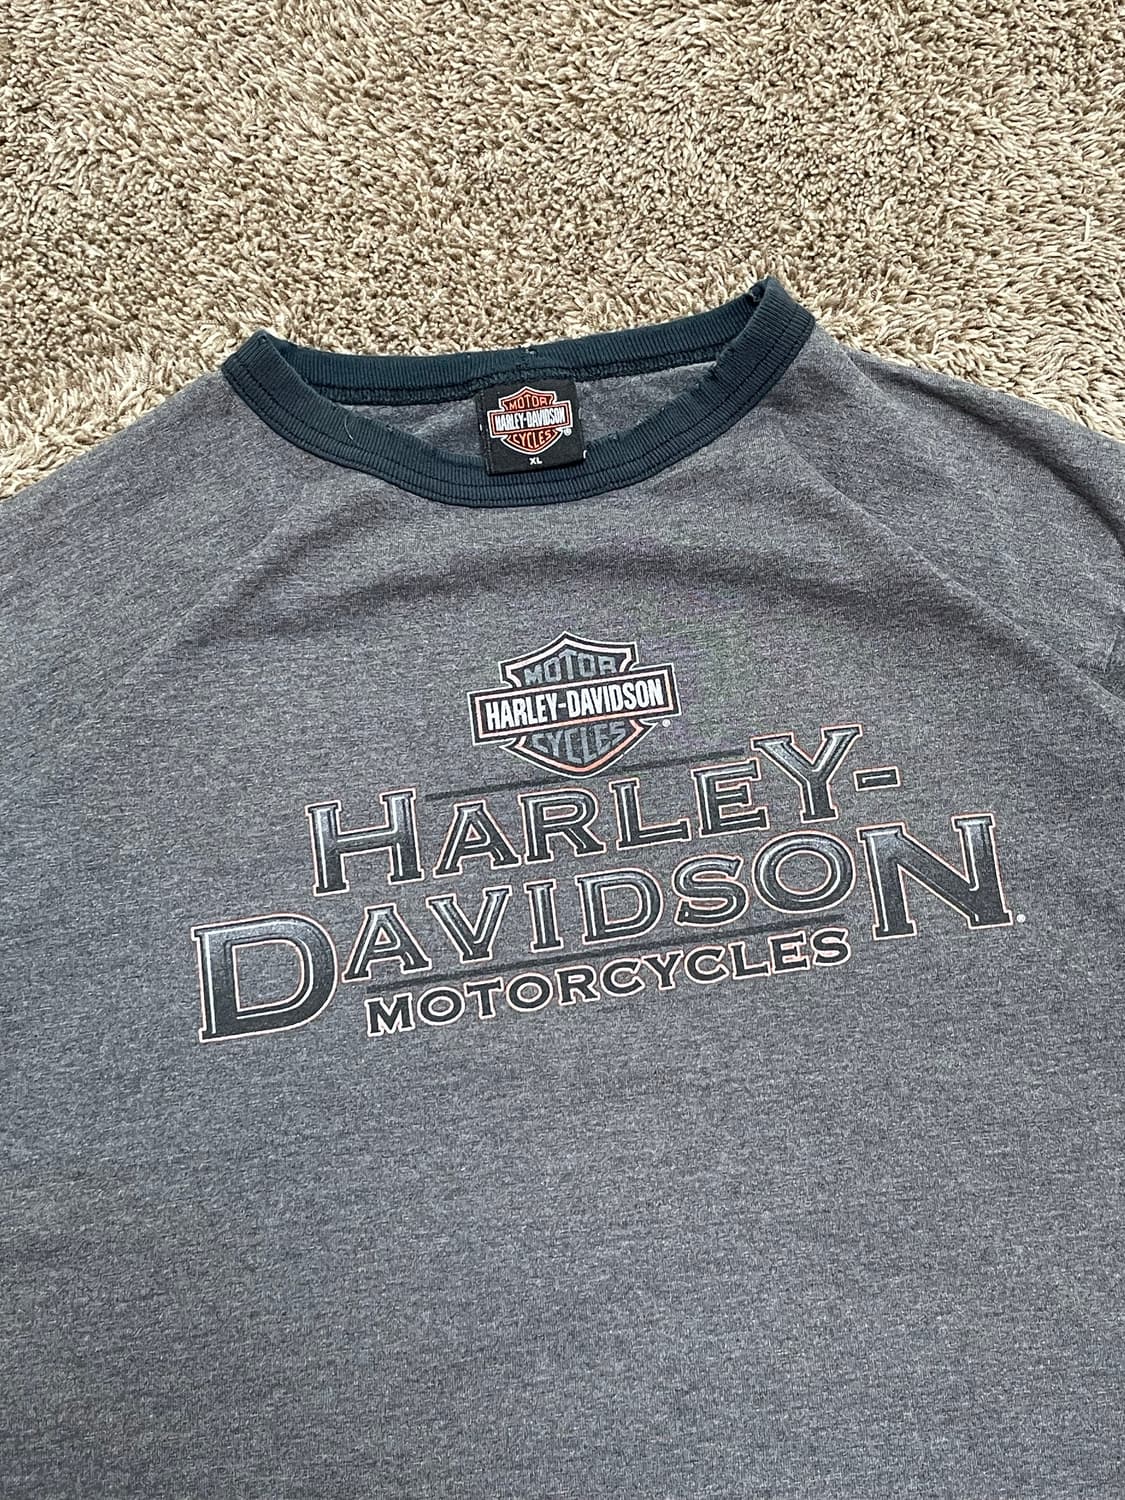 MOTOR
HARLEY-DAVIDSON
CYCLES
®
XL
MOTOR
HARLEY-DAVIDSON
CYCLES
®
HARLEY-
DAVIDSON
MOTORCYCLES